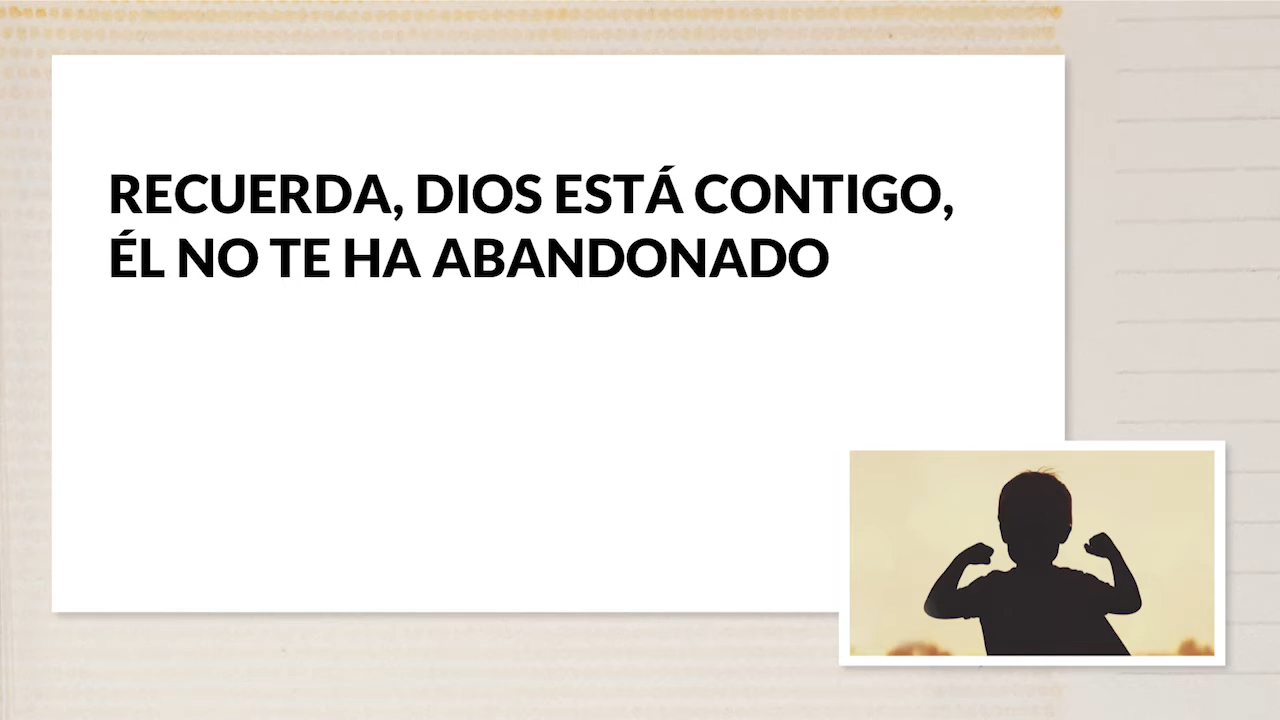 RECUERDA, DIOS ESTÁ CONTIGO,
ÉL NO TE HA ABANDONADO